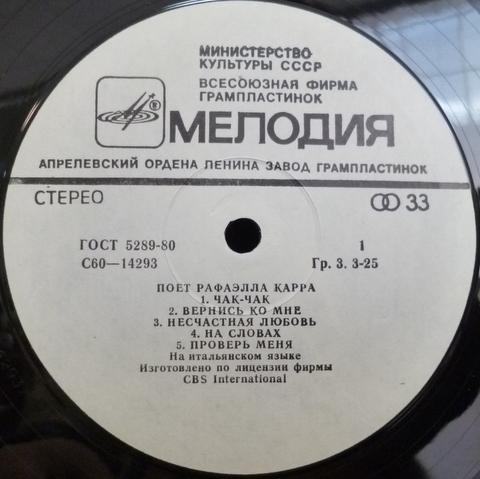 МИНИСТЕРСТВО
КУЛЬТУРЫ СССР
ВСЕСОЮЗНАЯ ФИРМА
ГРАМПЛАСТИНОК
МЕЛОДИЯ
АПРЕЛЕВСКИЙ ОРДЕНА ЛЕНИНА ЗАВОД ГРАМПЛАСТИНОК
СТЕРЕО 33
ГОСТ 5289-80 1
С60—14293 Гр. 3. 3-25
ПОЕТ РАФАЭЛЛА КАРРА
1. ЧАК-ЧАК
2. ВЕРНИСЬ КО МНЕ
3. НЕСЧАСТНАЯ ЛЮБОВЬ
4. НА СЛОВАХ
5. ПРОВЕРЬ МЕНЯ
На итальянском языке
Изготовлено по лицензии фирмы
CBS International